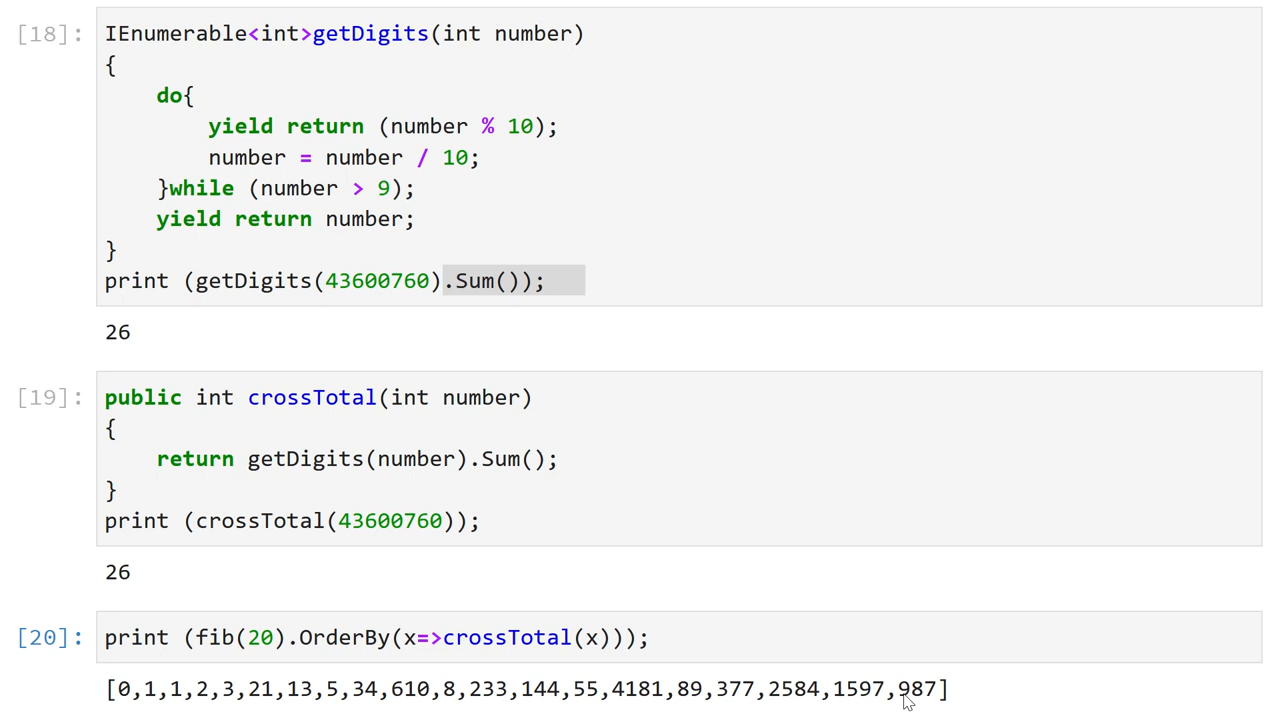 [18]: IEnumerable<int>getDigits(int number)
{
do{
yield return (number % 10);
number = number / 10;
}while (number > 9);
yield return number;
}
print (getDigits(43600760).Sum());
26
[19]: public int crossTotal(int number)
{
return getDigits(number).Sum();
}
print (crossTotal(43600760));
26
[20]: print (fib(20).OrderBy(x=>crossTotal(x)));
[0,1,1,2,3,21,13,5,34,610,8,233,144,55,4181,89,377,2584,1597,987]